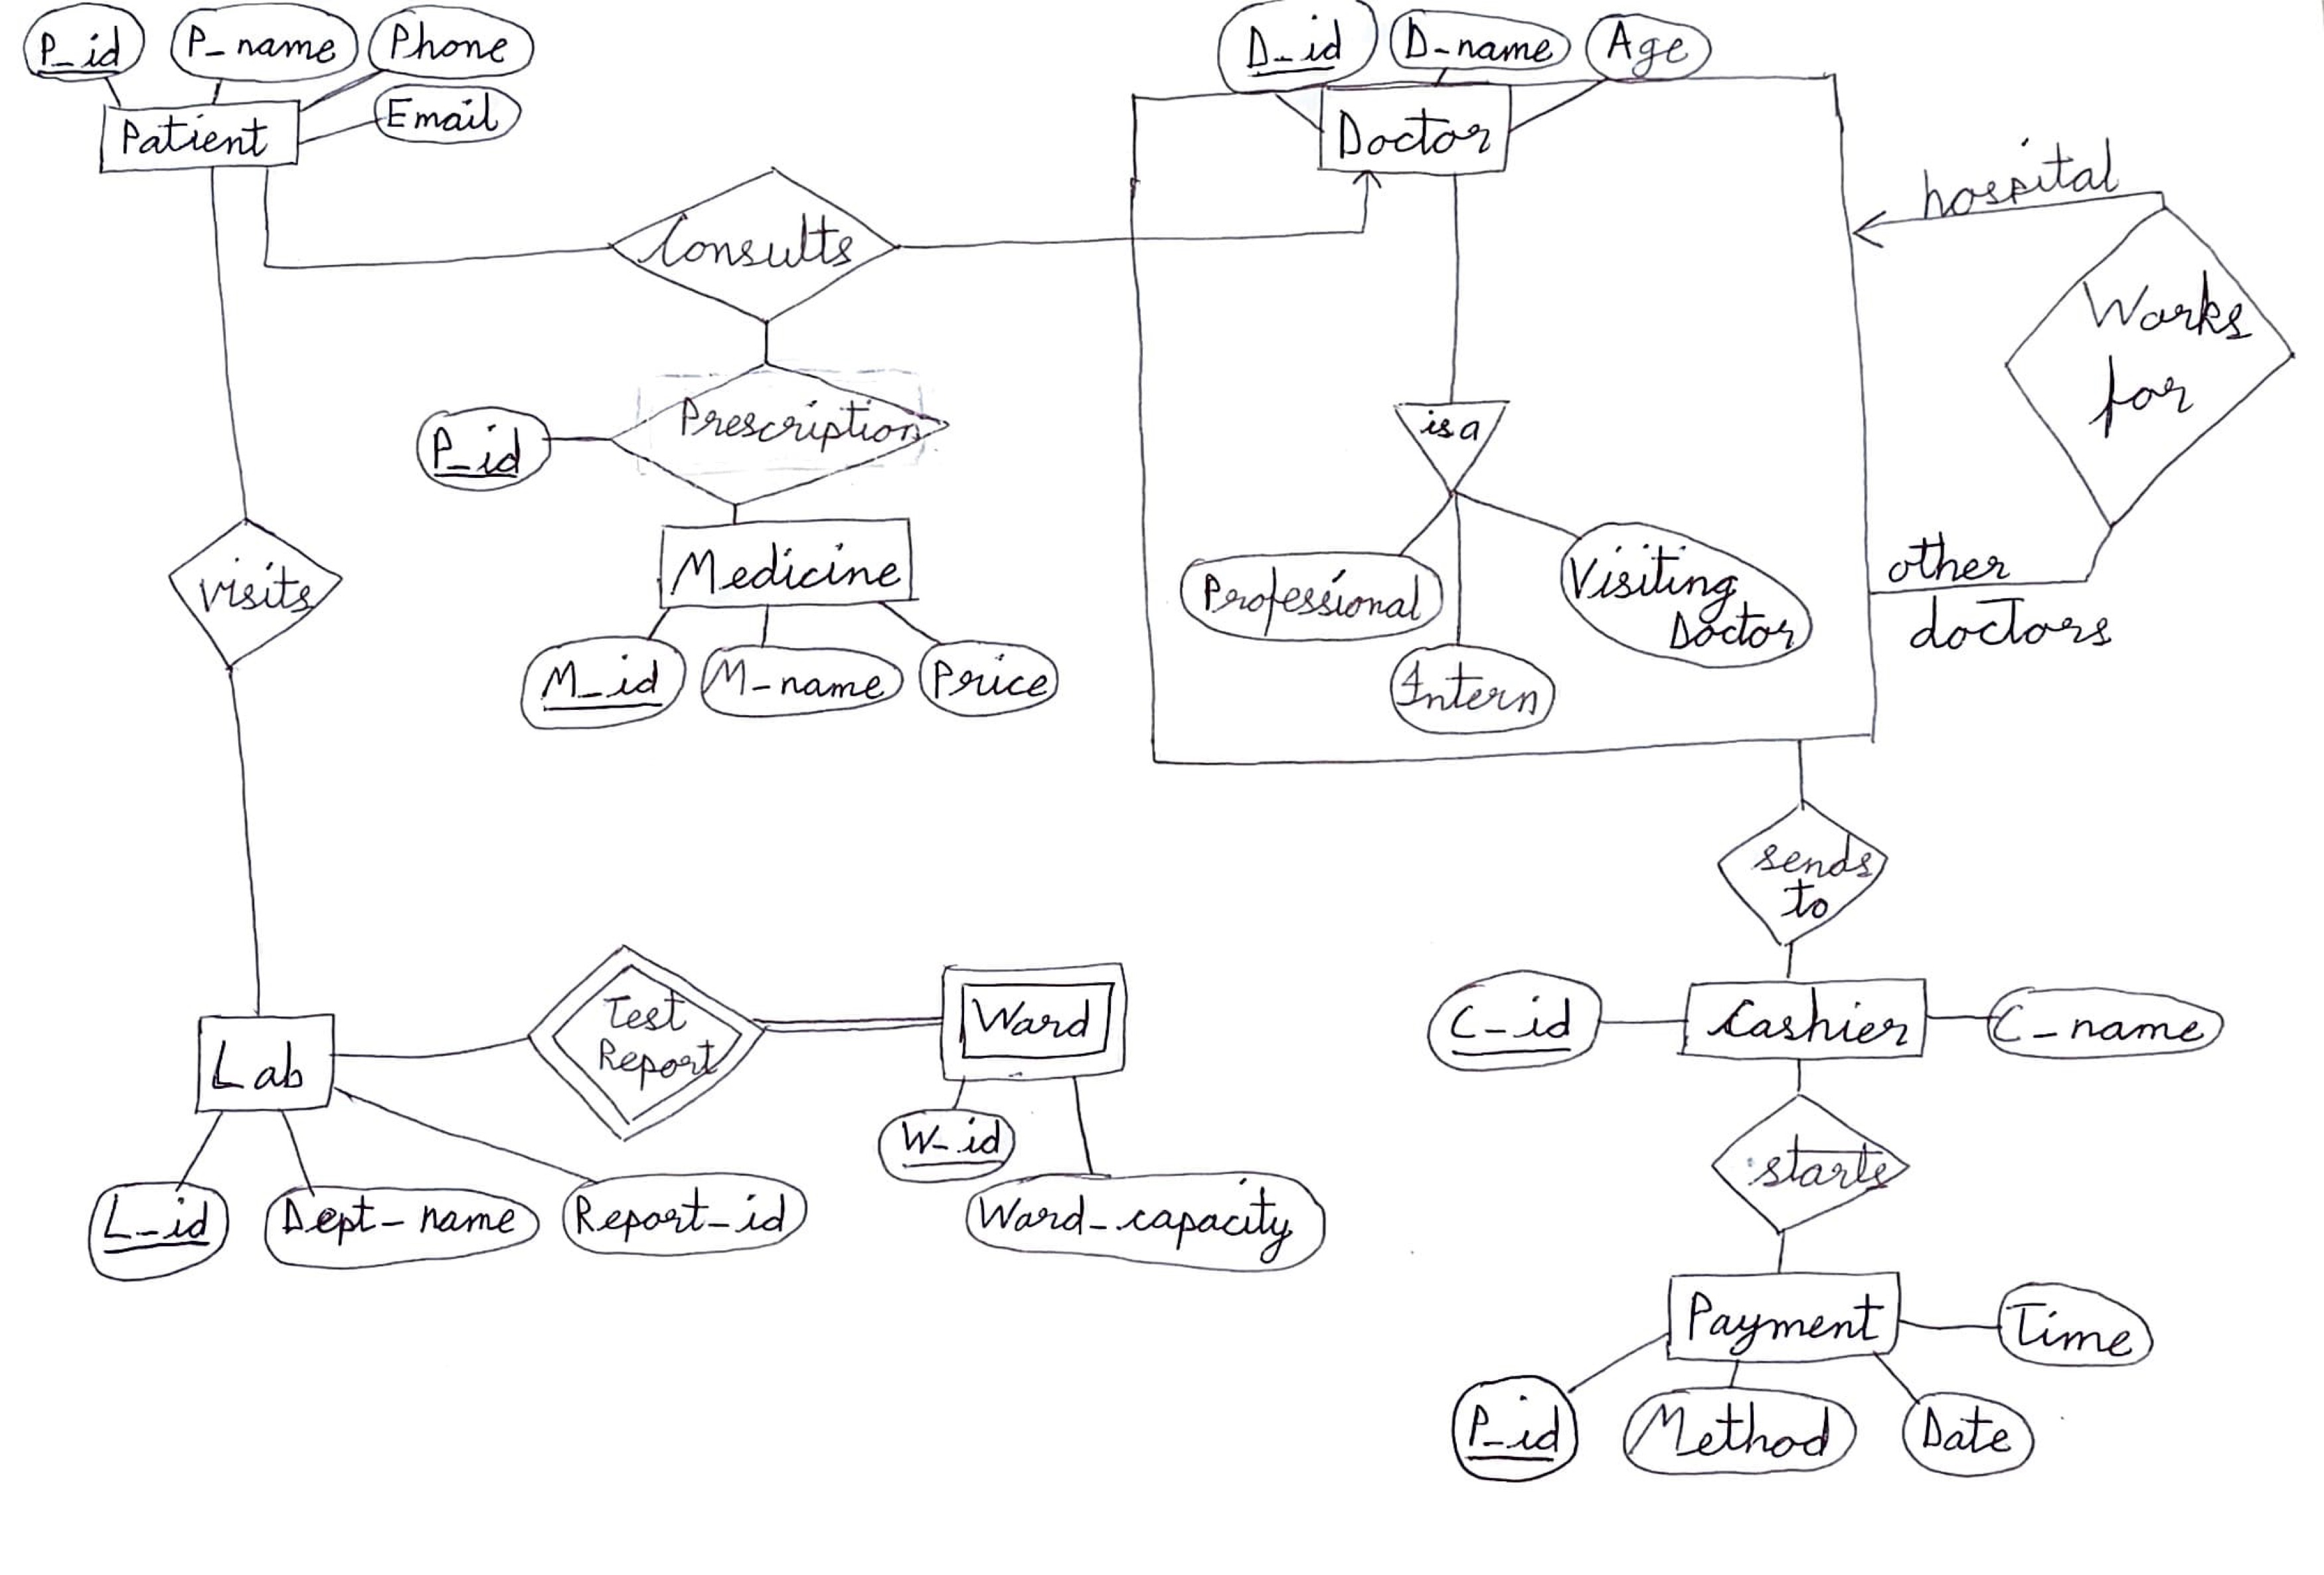 P_id
P_name
Phone
Email
Patient
D_id
D_name
Age
Doctor
hospital
Consults
Works
for
Prescription
P_id
is a
Medicine
Professional
Visiting
Doctor
Intern
other
doctors
visits
M_id
M_name
Price
sends
to
Test
Report
Ward
C_id
Cashier
C_name
Lab
W_id
starts
L_id
Dept_name
Report_id
Ward_capacity
Payment
Time
P_id
Method
Date